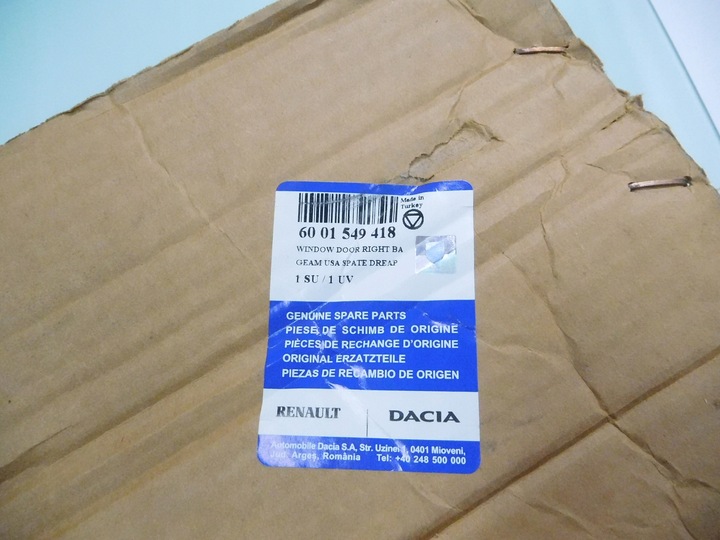 Made in
Turkey
60 01 549 418
WINDOW DOOR RIGHT BA
GEAM USA SPATE DREAP
1 SU / 1 UV
GENUINE SPARE PARTS
PIESE DE SCHIMB DE ORIGINE
PIÈCES DE RECHANGE D'ORIGINE
ORIGINAL ERZATZTEILE
PIEZAS DE RECAMBIO DE ORIGEN
RENAULT DACIA
Automobile Dacia S.A, Str. Uzinei 1, 0401 Mioveni,
Jud. Argeş, România Tel: +40 248 500 000